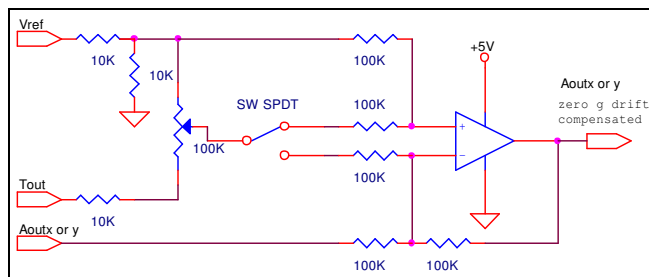 Vref
10K
10K
100K
+5V
Aoutx or y
zero g drift
compensated
SW SPDT
100K
+
100K
−
100K
Tout
10K
Aoutx or y
100K
100K